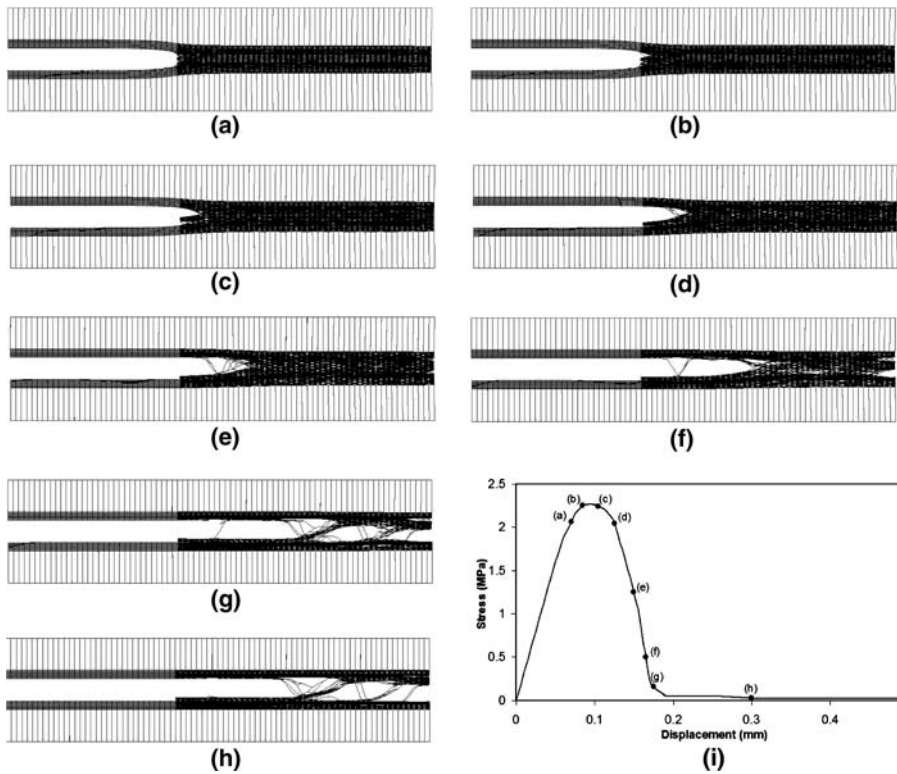 (a)
(b)
(c)
(d)
(e)
(f)
(g)
(h)
2.5
2
1.5
1
0.5
0
Stress (MPa)
(a)
(b)
(c)
(d)
(e)
(f)
(g)
(h)
0
0.1
0.2
0.3
0.4
Displacement (mm)
(i)